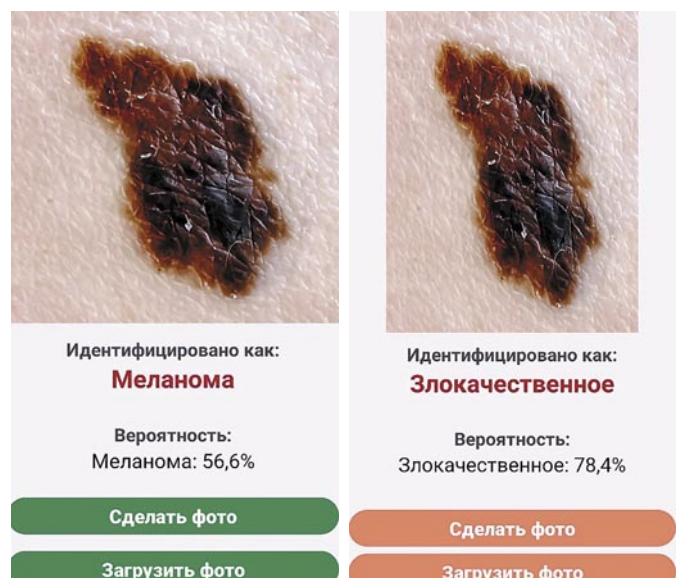 Идентифицировано как:
Меланома
Вероятность:
Меланома: 56,6%
Сделать фото
Загрузить фото
Идентифицировано как:
Злокачественное
Вероятность:
Злокачественное: 78,4%
Сделать фото
Загрузить фото